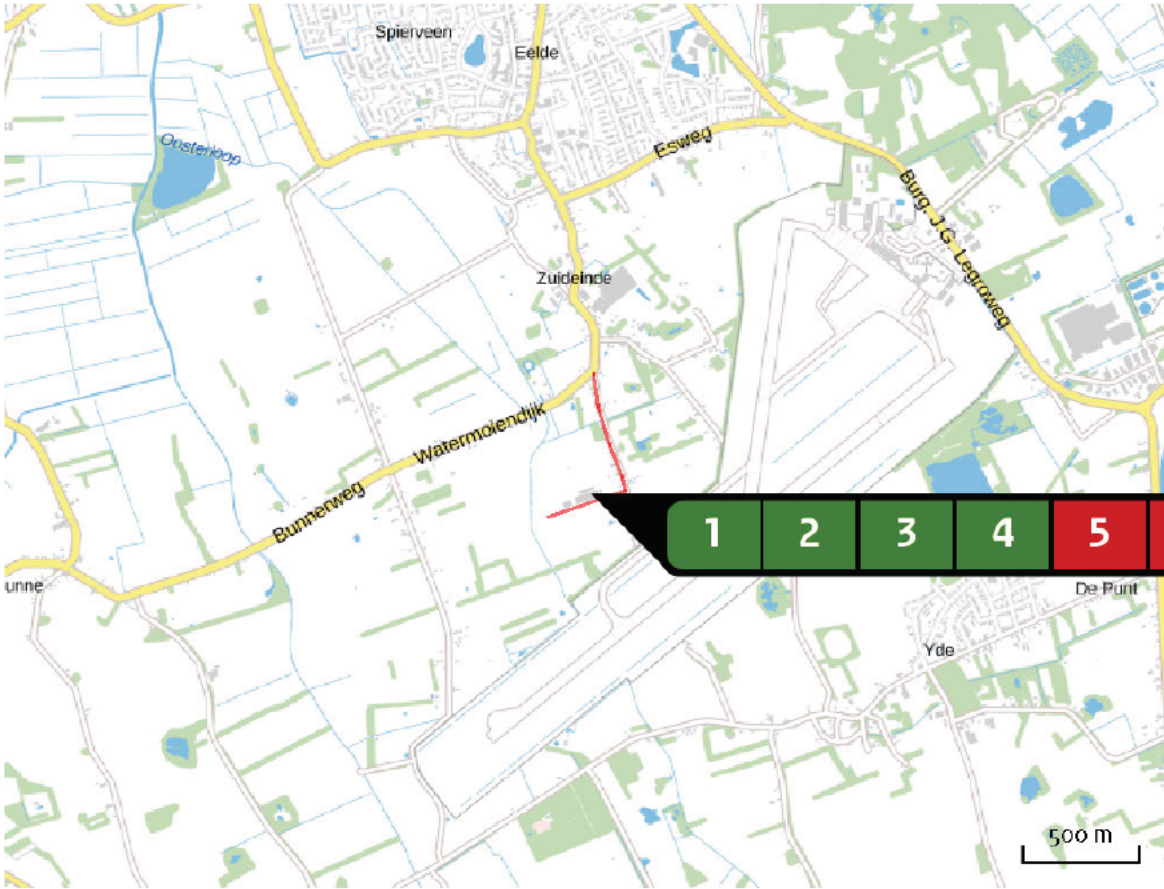 Spierveen
Eelde
Oosterloop
Esweg
Burg. J.G. Legroweg
Zuideinde
Watermolendijk
Bunnerweg
1 2 3 4 5
unne
De Punt
Yde
500 m